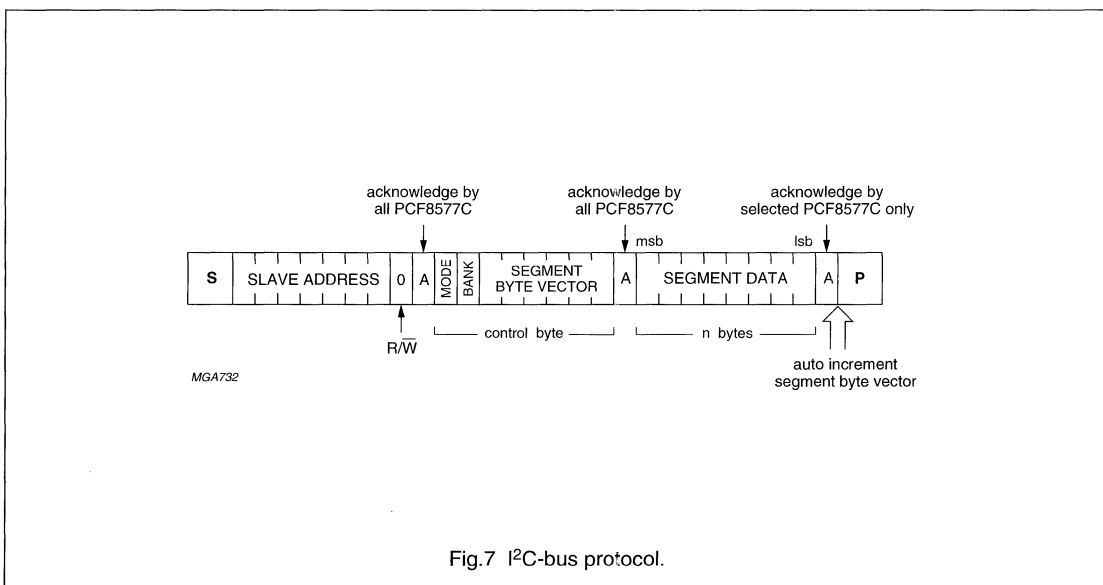 acknowledge by
all PCF8577C
acknowledge by
all PCF8577C
acknowledge by
selected PCF8577C only
msb
lsb
S
SLAVE ADDRESS
0
A
MODE
BANK
SEGMENT
BYTE VECTOR
A
SEGMENT DATA
A
P
R/W̅
control byte
n bytes
auto increment
segment byte vector
MGA732
Fig.7 I²C-bus protocol.